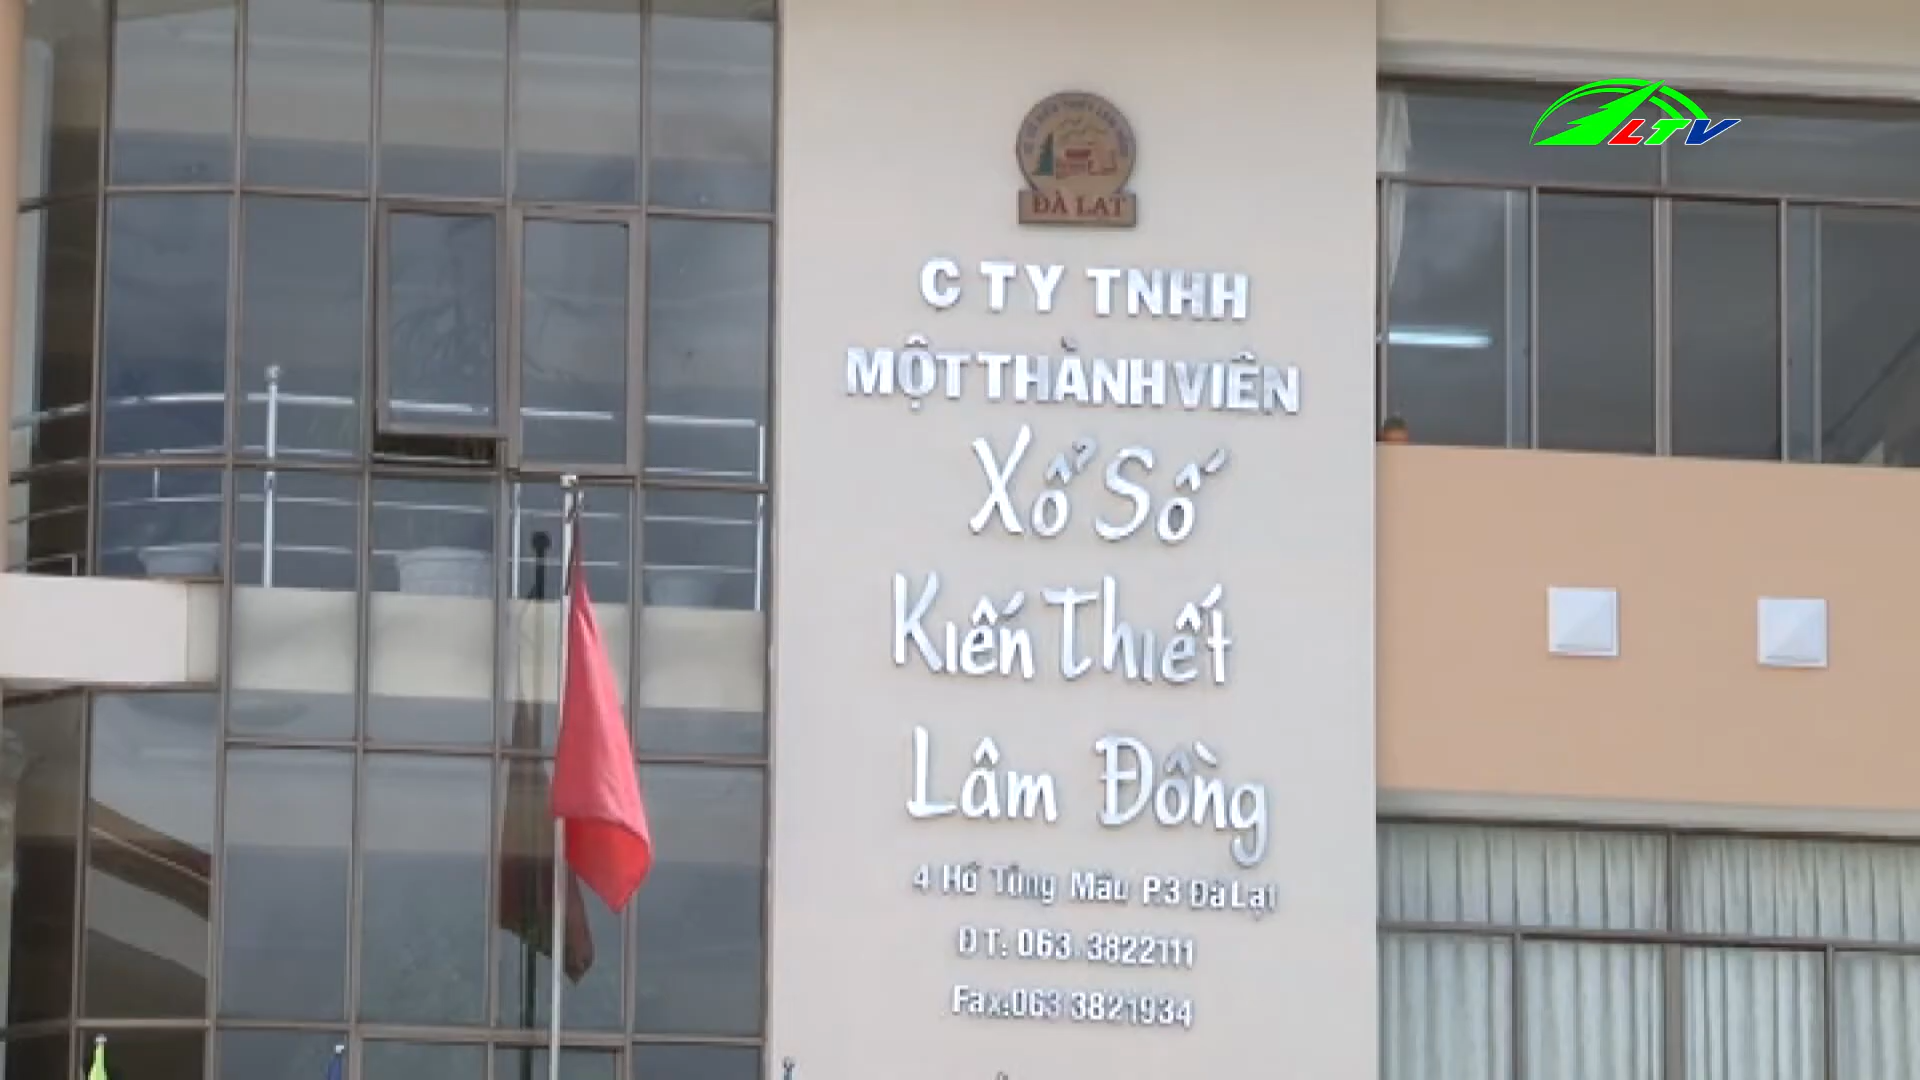 LTV
ĐÀ LẠT
C TY TNHH
MỘT THÀNH VIÊN
Xổ Số
Kiến Thiết
Lâm Đồng
4 Hồ Tùng Mậu P.3 Đà Lạt
ĐT: 063 3822111
Fax:063 3821934